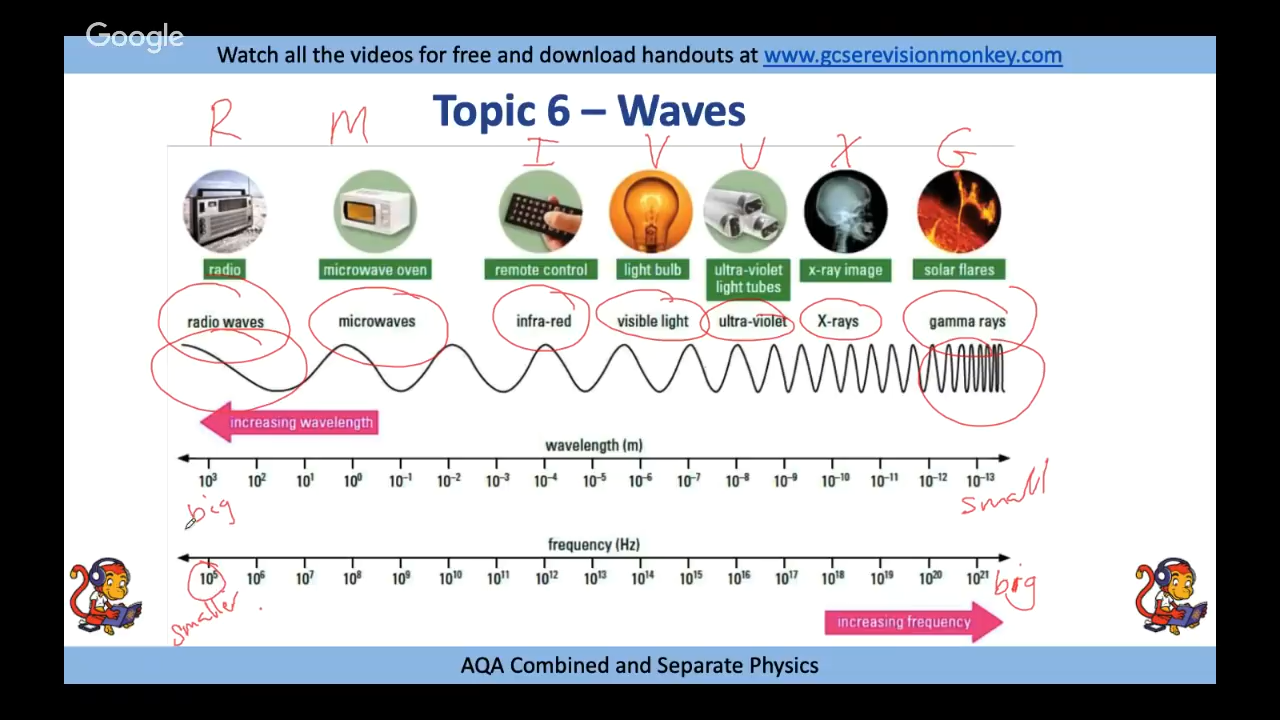 Google
Watch all the videos for free and download handouts at www.gcserevisionmonkey.com
Topic 6 – Waves
R M I V U X G
radio microwave oven remote control light bulb ultra-violet light tubes x-ray image solar flares
radio waves microwaves infra-red visible light ultra-violet X-rays gamma rays
increasing wavelength
wavelength (m)
10³ 10² 10¹ 10⁰ 10⁻¹ 10⁻² 10⁻³ 10⁻⁴ 10⁻⁵ 10⁻⁶ 10⁻⁷ 10⁻⁸ 10⁻⁹ 10⁻¹⁰ 10⁻¹¹ 10⁻¹² 10⁻¹³
big small
frequency (Hz)
10⁵ 10⁶ 10⁷ 10⁸ 10⁹ 10¹⁰ 10¹¹ 10¹² 10¹³ 10¹⁴ 10¹⁵ 10¹⁶ 10¹⁷ 10¹⁸ 10¹⁹ 10²⁰ 10²¹
smaller big
increasing frequency
AQA Combined and Separate Physics